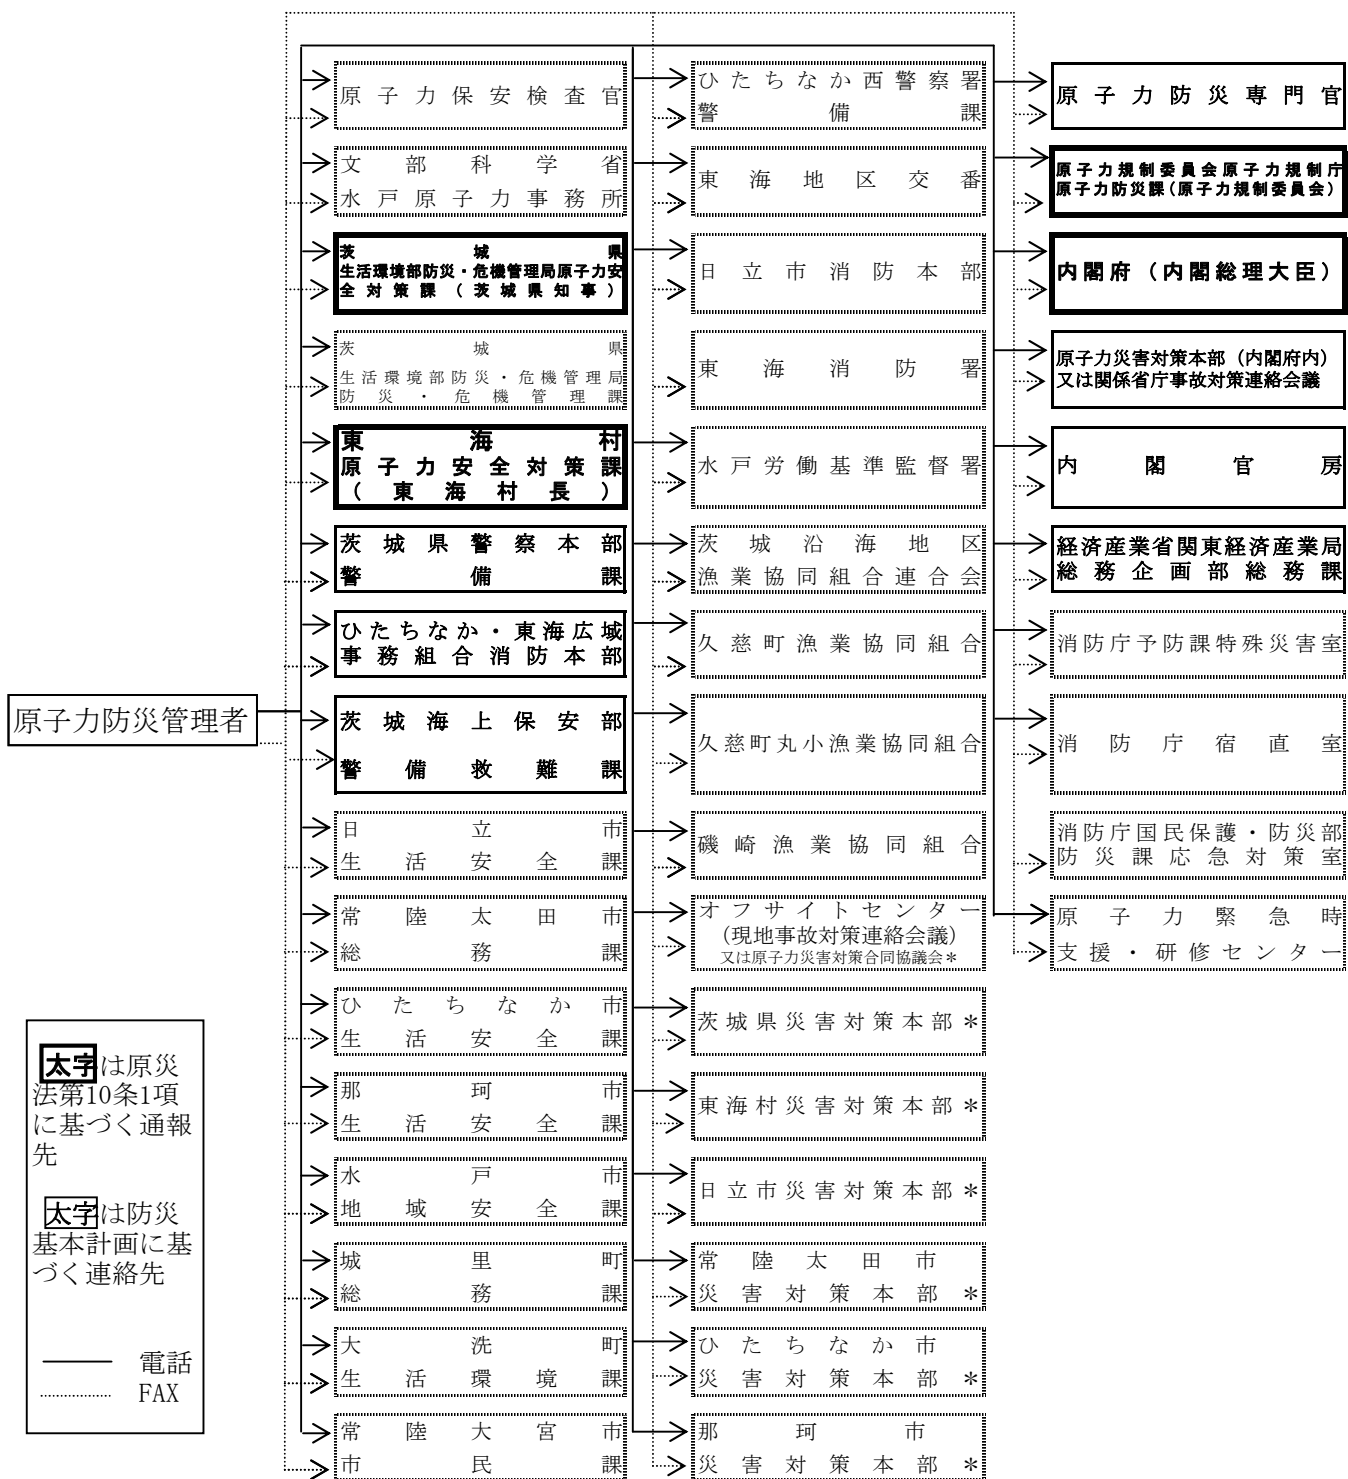 原子力防災管理者
原子力保安検査官
文部科学省
水戸原子力事務所
茨城県
生活環境部防災・危機管理局原子力安
全対策課(茨城県知事)
茨城県
生活環境部防災・危機管理局
防災・危機管理課
東海村
原子力安全対策課
(東海村長)
茨城県警察本部
警備課
ひたちなか・東海広域
事務組合消防本部
茨城海上保安部
警備救難課
日立市
生活安全課
常陸太田市
総務課
ひたちなか市
生活安全課
那珂市
生活安全課
水戸市
地域安全課
城里町
総務課
大洗町
生活環境課
常陸大宮市
市民課
ひたちなか西警察署
警備課
東海地区交番
日立市消防本部
東海消防署
水戸労働基準監督署
茨城沿海地区
漁業協同組合連合会
久慈町漁業協同組合
久慈町丸小漁業協同組合
磯崎漁業協同組合
オフサイトセンター
(現地事故対策連絡会議)
又は原子力災害対策合同協議会*
茨城県災害対策本部*
東海村災害対策本部*
日立市災害対策本部*
常陸太田市
災害対策本部*
ひたちなか市
災害対策本部*
那珂市
災害対策本部*
原子力防災専門官
原子力規制委員会原子力規制庁
原子力防災課(原子力規制委員会)
内閣府(内閣総理大臣)
原子力災害対策本部(内閣府内)
又は関係省庁事故対策連絡会議
内閣官房
経済産業省関東経済産業局
総務企画部総務課
消防庁予防課特殊災害室
消防庁宿直室
消防庁国民保護・防災部
防災課応急対策室
原子力緊急時
支援・研修センター
太字は原災
法第10条1項
に基づく通報
先
太字は防災
基本計画に基
づく連絡先
電話
FAX